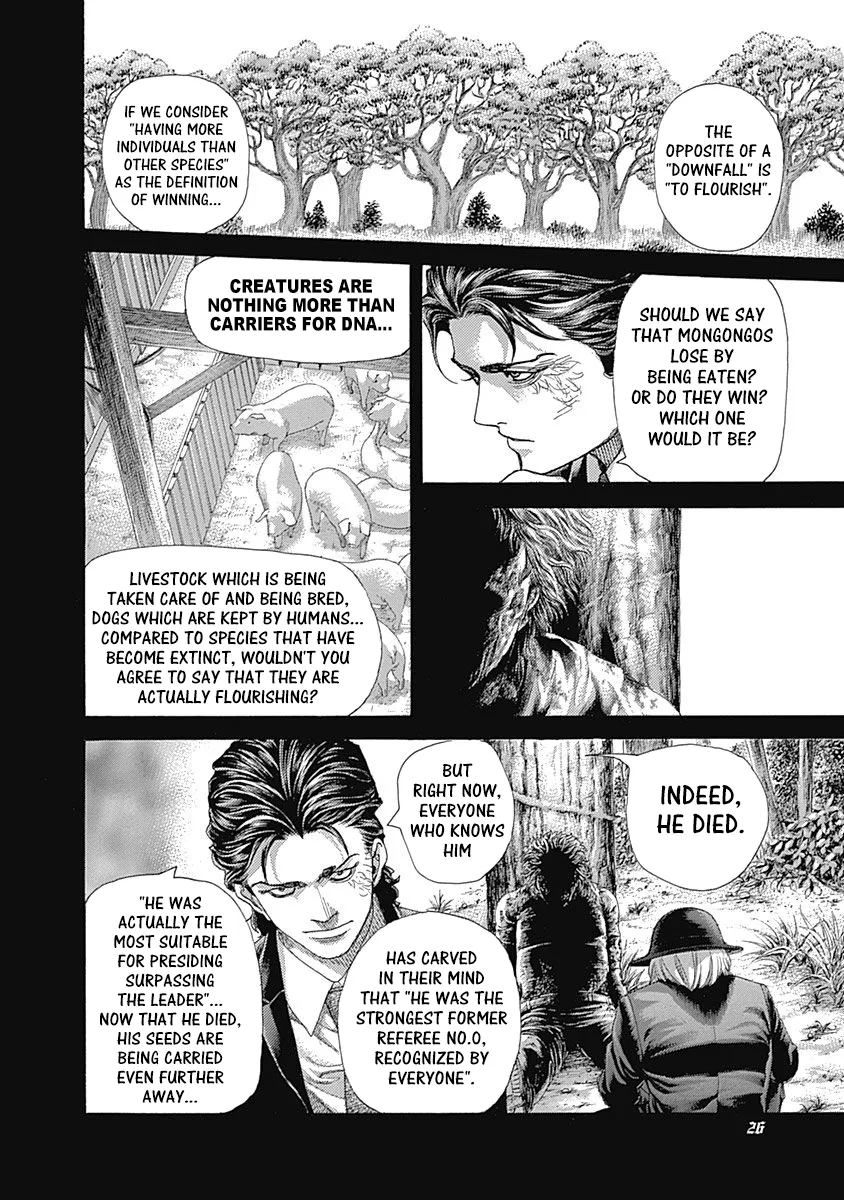 THE
OPPOSITE OF A
"DOWNFALL" IS
"TO FLOURISH".
IF WE CONSIDER
"HAVING MORE
INDIVIDUALS THAN
OTHER SPECIES"
AS THE DEFINITION
OF WINNING...
SHOULD WE SAY
THAT MONGONGOS
LOSE BY
BEING EATEN?
OR DO THEY WIN?
WHICH ONE
WOULD IT BE?
CREATURES ARE
NOTHING MORE THAN
CARRIERS FOR DNA...
LIVESTOCK WHICH IS BEING
TAKEN CARE OF AND BEING BRED,
DOGS WHICH ARE KEPT BY HUMANS...
COMPARED TO SPECIES THAT HAVE
BECOME EXTINCT, WOULDN'T YOU
AGREE TO SAY THAT THEY ARE
ACTUALLY FLOURISHING?
INDEED,
HE DIED.
BUT
RIGHT NOW,
EVERYONE
WHO KNOWS
HIM
HAS CARVED
IN THEIR MIND
THAT "HE WAS THE
STRONGEST FORMER
REFEREE NO.0,
RECOGNIZED BY
EVERYONE".
"HE WAS
ACTUALLY THE
MOST SUITABLE
FOR PRESIDING
SURPASSING
THE LEADER"...
NOW THAT HE DIED,
HIS SEEDS ARE
BEING CARRIED
EVEN FURTHER
AWAY...
26